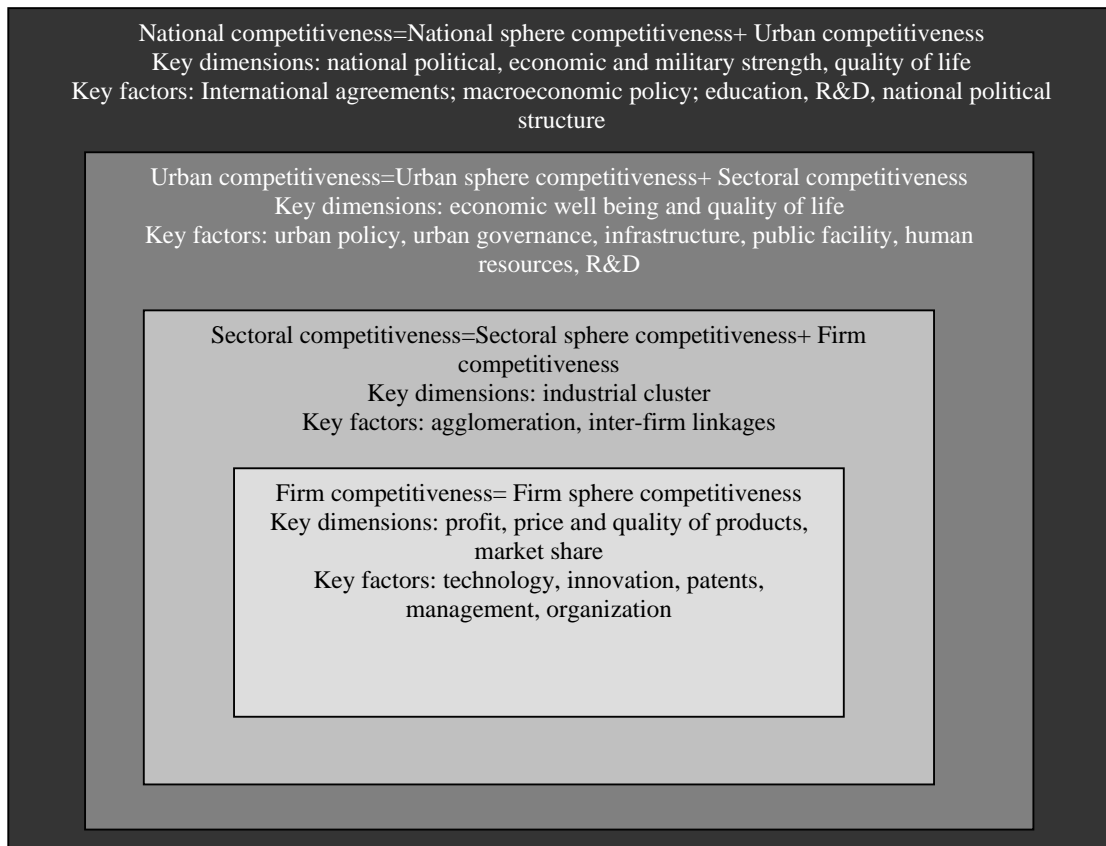 National competitiveness=National sphere competitiveness+ Urban competitiveness
Key dimensions: national political, economic and military strength, quality of life
Key factors: International agreements; macroeconomic policy; education, R&D, national political
structure
Urban competitiveness=Urban sphere competitiveness+ Sectoral competitiveness
Key dimensions: economic well being and quality of life
Key factors: urban policy, urban governance, infrastructure, public facility, human
resources, R&D
Sectoral competitiveness=Sectoral sphere competitiveness+ Firm
competitiveness
Key dimensions: industrial cluster
Key factors: agglomeration, inter-firm linkages
Firm competitiveness= Firm sphere competitiveness
Key dimensions: profit, price and quality of products,
market share
Key factors: technology, innovation, patents,
management, organization